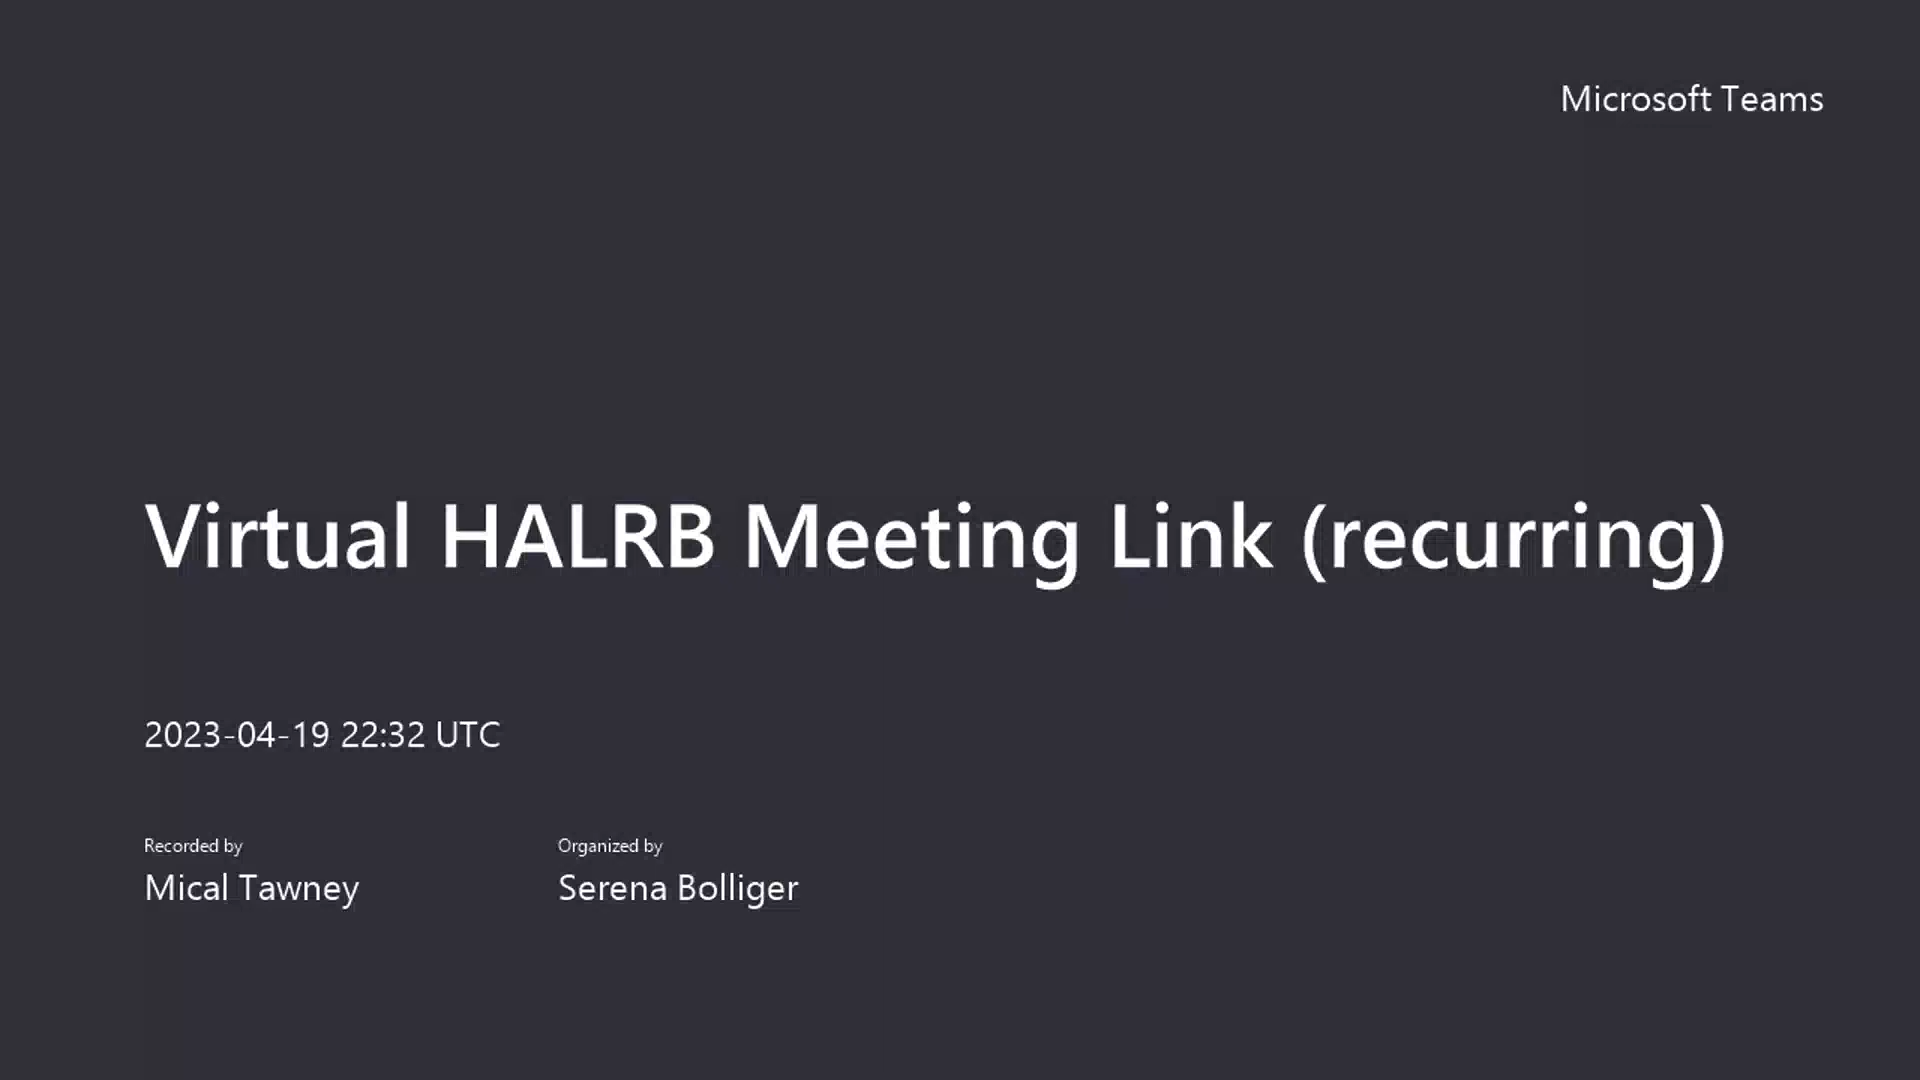 Microsoft Teams
Virtual HALRB Meeting Link (recurring)
2023-04-19 22:32 UTC
Recorded by
Mical Tawney
Organized by
Serena Bolliger